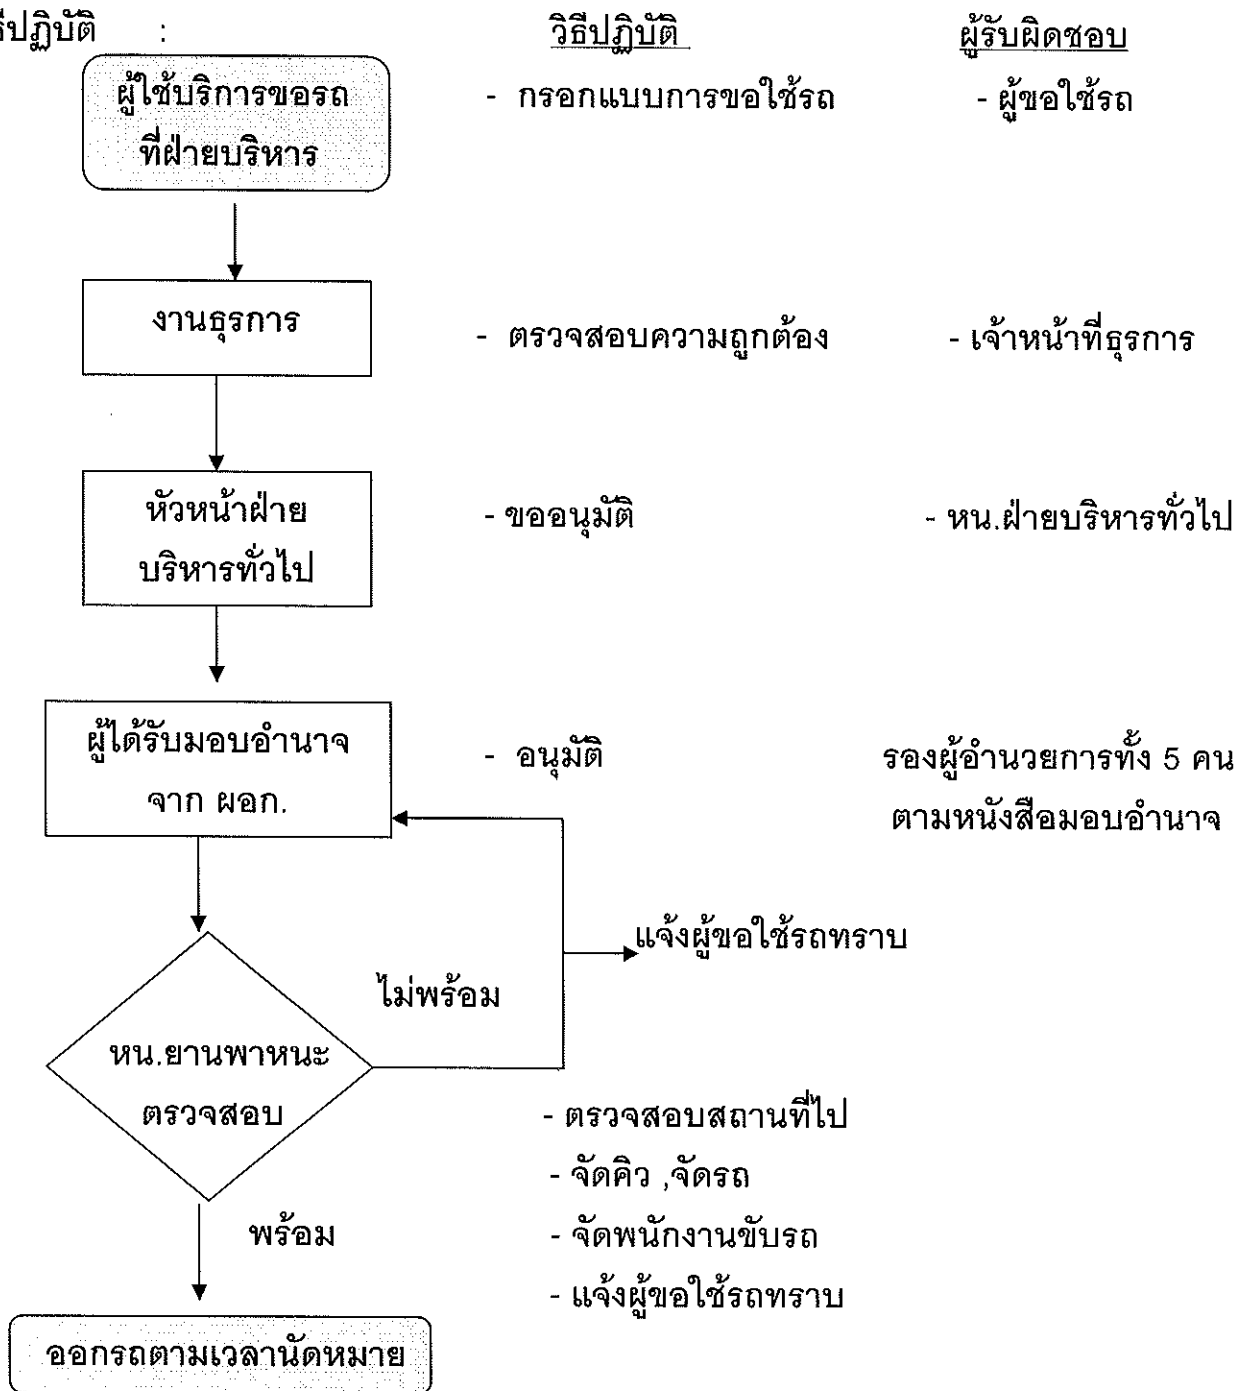 ธีปฏิบัติ : วิธีปฏิบัติ ผู้รับผิดชอบ
ผู้ใช้บริการขอรถ
ที่ฝ่ายบริหาร
- กรอกแบบการขอใช้รถ
- ผู้ขอใช้รถ
งานธุรการ
- ตรวจสอบความถูกต้อง
- เจ้าหน้าที่ธุรการ
หัวหน้าฝ่าย
บริหารทั่วไป
- ขออนุมัติ
- หน.ฝ่ายบริหารทั่วไป
ผู้ได้รับมอบอำนาจ
จาก ผอก.
- อนุมัติ
รองผู้อำนวยการทั้ง 5 คน
ตามหนังสือมอบอำนาจ
แจ้งผู้ขอใช้รถทราบ
ไม่พร้อม
หน.ยานพาหนะ
ตรวจสอบ
- ตรวจสอบสถานที่ไป
- จัดคิว ,จัดรถ
- จัดพนักงานขับรถ
- แจ้งผู้ขอใช้รถทราบ
พร้อม
ออกรถตามเวลานัดหมาย